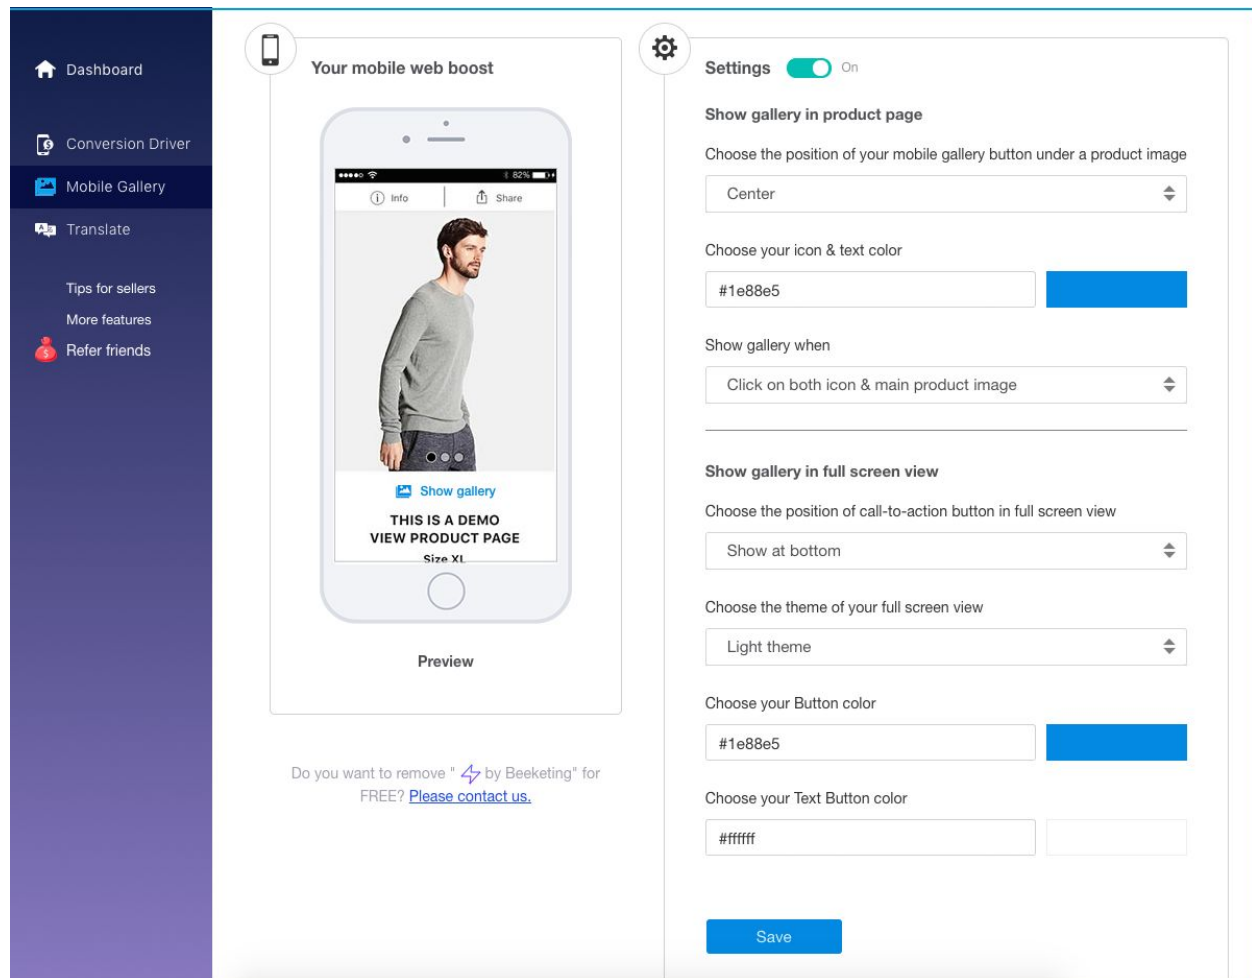 Dashboard
Conversion Driver
Mobile Gallery
Translate
Tips for sellers
More features
Refer friends
Your mobile web boost
82%
Info
Share
Show gallery
THIS IS A DEMO
VIEW PRODUCT PAGE
Size XL
Preview
Do you want to remove " by Beeketing" for
FREE? Please contact us.
Settings On
Show gallery in product page
Choose the position of your mobile gallery button under a product image
Center
Choose your icon & text color
#1e88e5
Show gallery when
Click on both icon & main product image
Show gallery in full screen view
Choose the position of call-to-action button in full screen view
Show at bottom
Choose the theme of your full screen view
Light theme
Choose your Button color
#1e88e5
Choose your Text Button color
#ffffff
Save